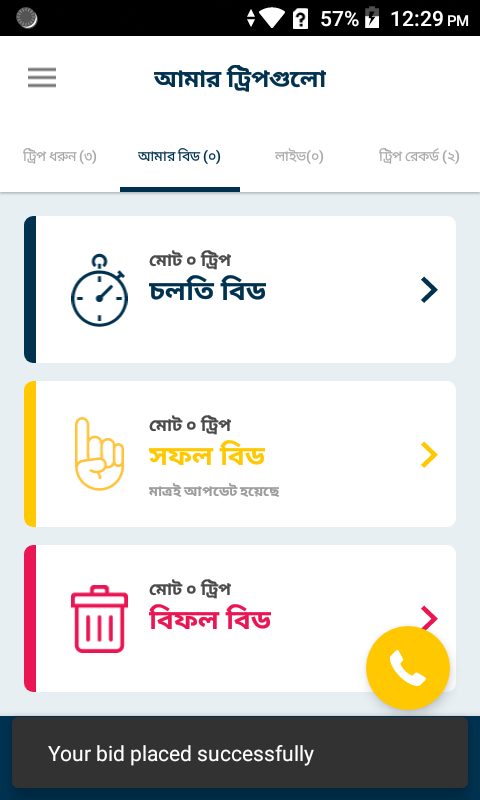 57% 12:29 PM
আমার ট্রিপগুলো
ট্রিপ ধরুন (৩) আমার বিড (০) লাইভ(০) ট্রিপ রেকর্ড (২)
মোট ০ ট্রিপ
চলতি বিড
মোট ০ ট্রিপ
সফল বিড
মাত্রই আপডেট হয়েছে
মোট ০ ট্রিপ
বিফল বিড
Your bid placed successfully